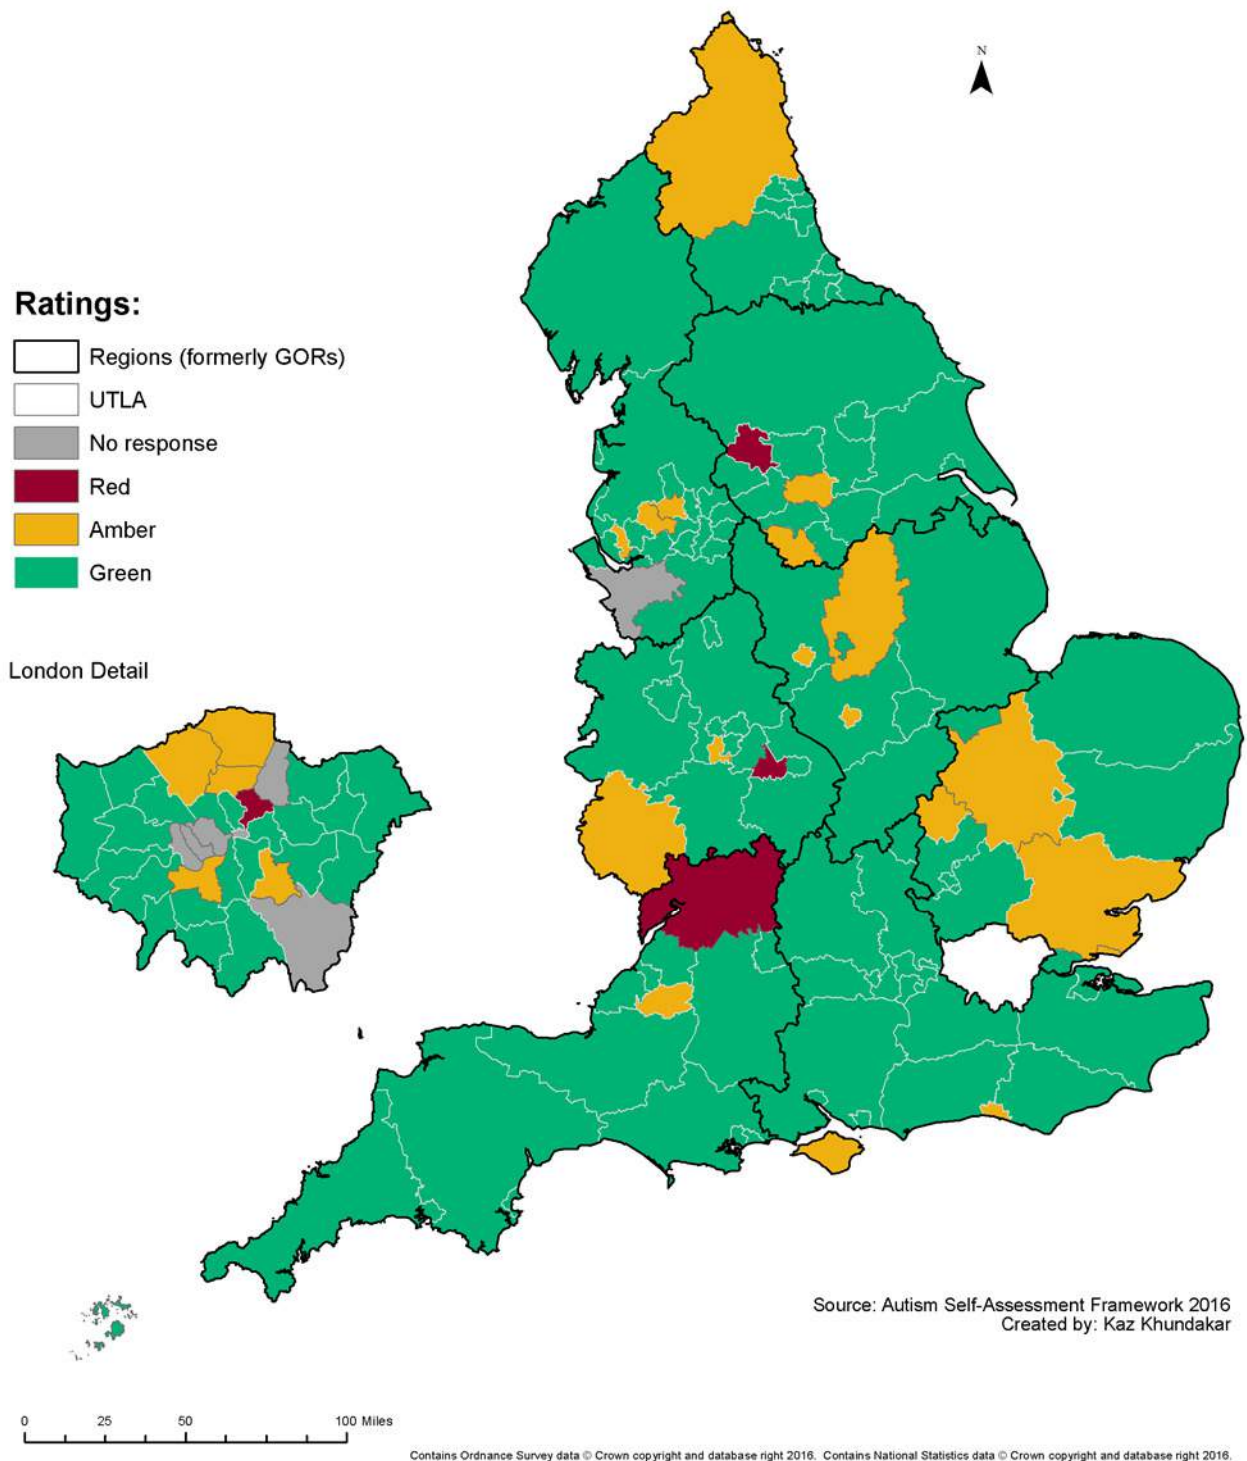 N
Ratings:
Regions (formerly GORs)
UTLA
No response
Red
Amber
Green
London Detail
Source: Autism Self-Assessment Framework 2016
Created by: Kaz Khundakar
0 25 50 100 Miles
Contains Ordnance Survey data © Crown copyright and database right 2016. Contains National Statistics data © Crown copyright and database right 2016.